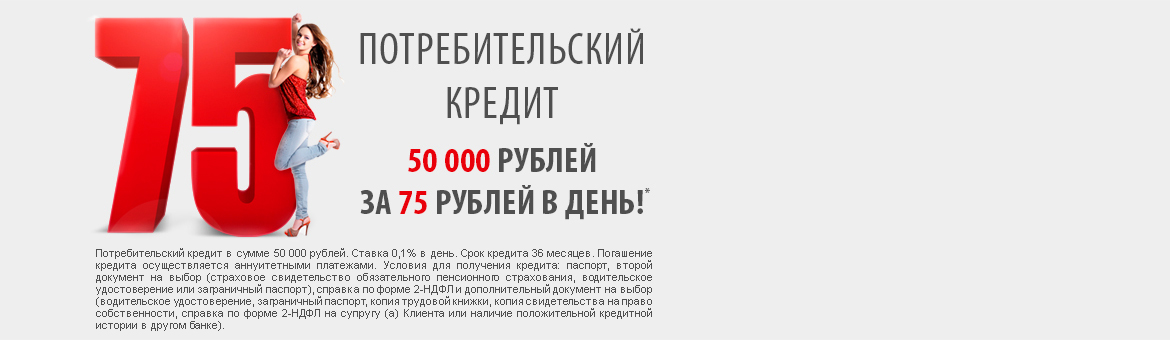 75
ПОТРЕБИТЕЛЬСКИЙ
КРЕДИТ
50 000 РУБЛЕЙ
ЗА 75 РУБЛЕЙ В ДЕНЬ!*
Потребительский кредит в сумме 50 000 рублей. Ставка 0,1% в день. Срок кредита 36 месяцев. Погашение
кредита осуществляется аннуитетными платежами. Условия для получения кредита: паспорт, второй
документ на выбор (страховое свидетельство обязательного пенсионного страхования, водительское
удостоверение или заграничный паспорт), справка по форме 2-НДФЛ и дополнительный документ на выбор
(водительское удостоверение, заграничный паспорт, копия трудовой книжки, копия свидетельства на право
собственности, справка по форме 2-НДФЛ на супругу (а) Клиента или наличие положительной кредитной
истории в другом банке).